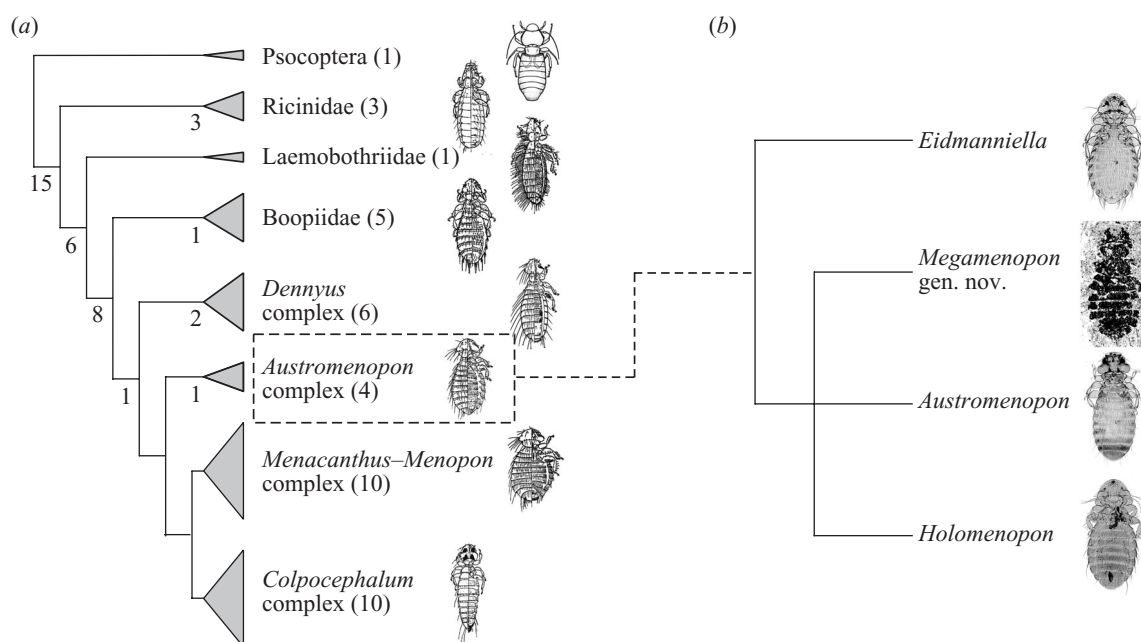 (a)
Psocoptera (1)
Ricinidae (3)
3
Laemobothriidae (1)
15
Boopiidae (5)
6
1
Dennyus
complex (6)
8
2
Austromenopon
complex (4)
1
1
Menacanthus–Menopon
complex (10)
Colpocephalum
complex (10)
(b)
Eidmanniella
Megamenopon
gen. nov.
Austromenopon
Holomenopon